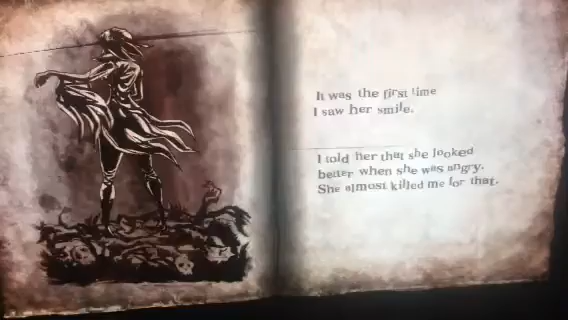 It was the first time
I saw her smile.
I told her that she looked
better when she was angry.
She almost killed me for that.